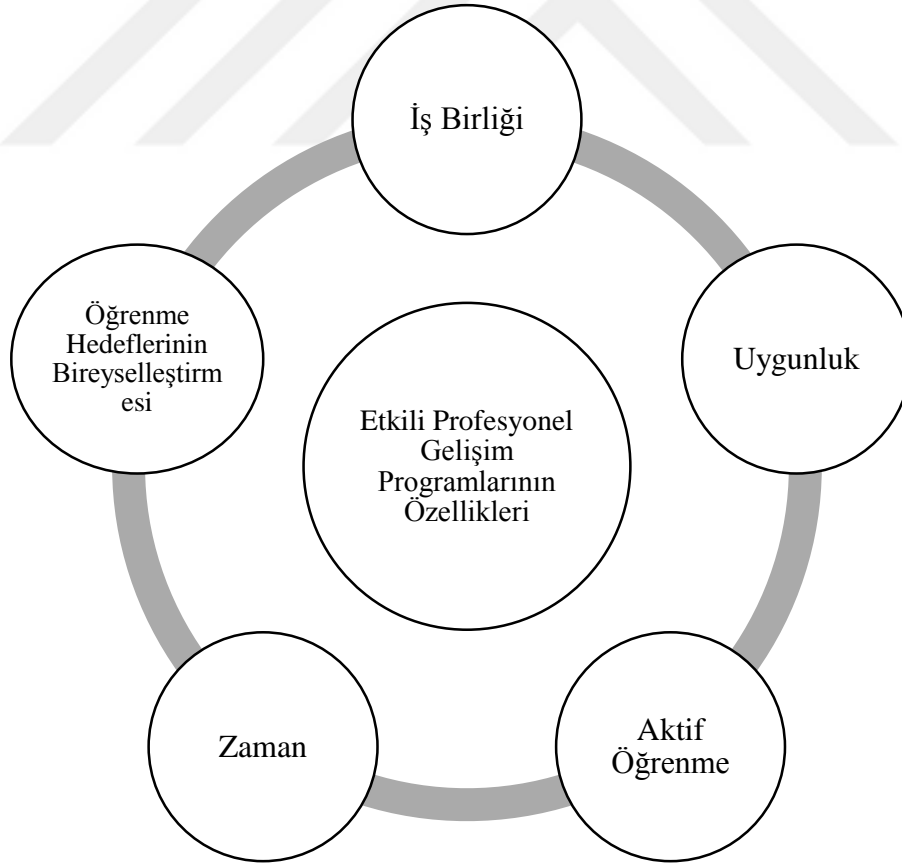 İş Birliği
Uygunluk
Aktif
Öğrenme
Zaman
Öğrenme
Hedeflerinin
Bireyselleştirm
esi
Etkili Profesyonel
Gelişim
Programlarının
Özellikleri